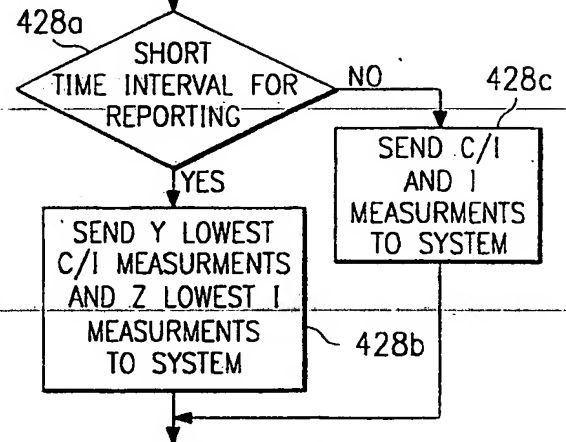 428a
SHORT
TIME INTERVAL FOR
REPORTING
NO
428c
SEND C/I
AND I
MEASURMENTS
TO SYSTEM
YES
SEND Y LOWEST
C/I MEASURMENTS
AND Z LOWEST I
MEASURMENTS
TO SYSTEM
428b